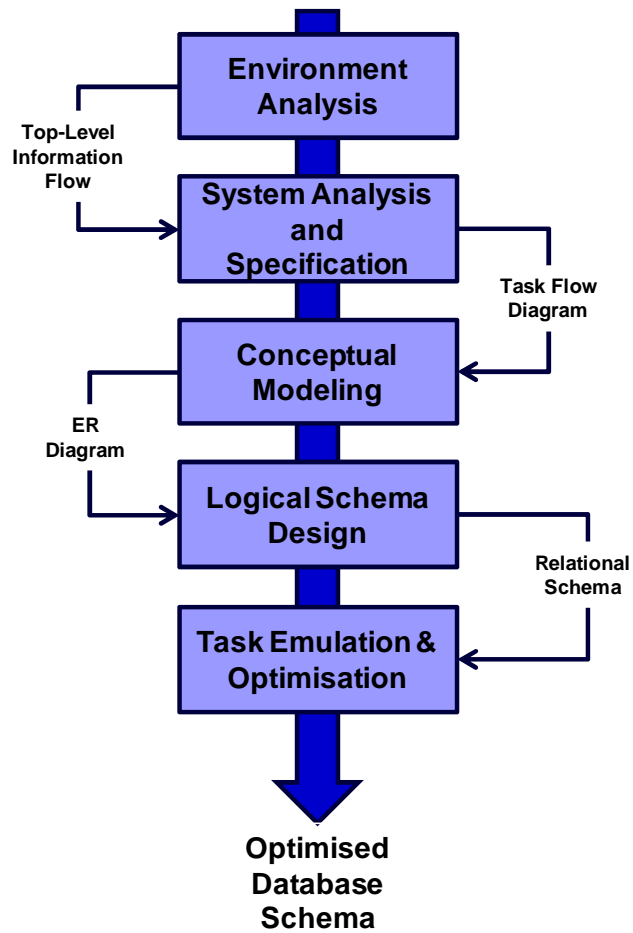 Environment
Analysis
Top-Level
Information
Flow
System Analysis
and
Specification
Task Flow
Diagram
Conceptual
Modeling
ER
Diagram
Logical Schema
Design
Relational
Schema
Task Emulation &
Optimisation
Optimised
Database
Schema